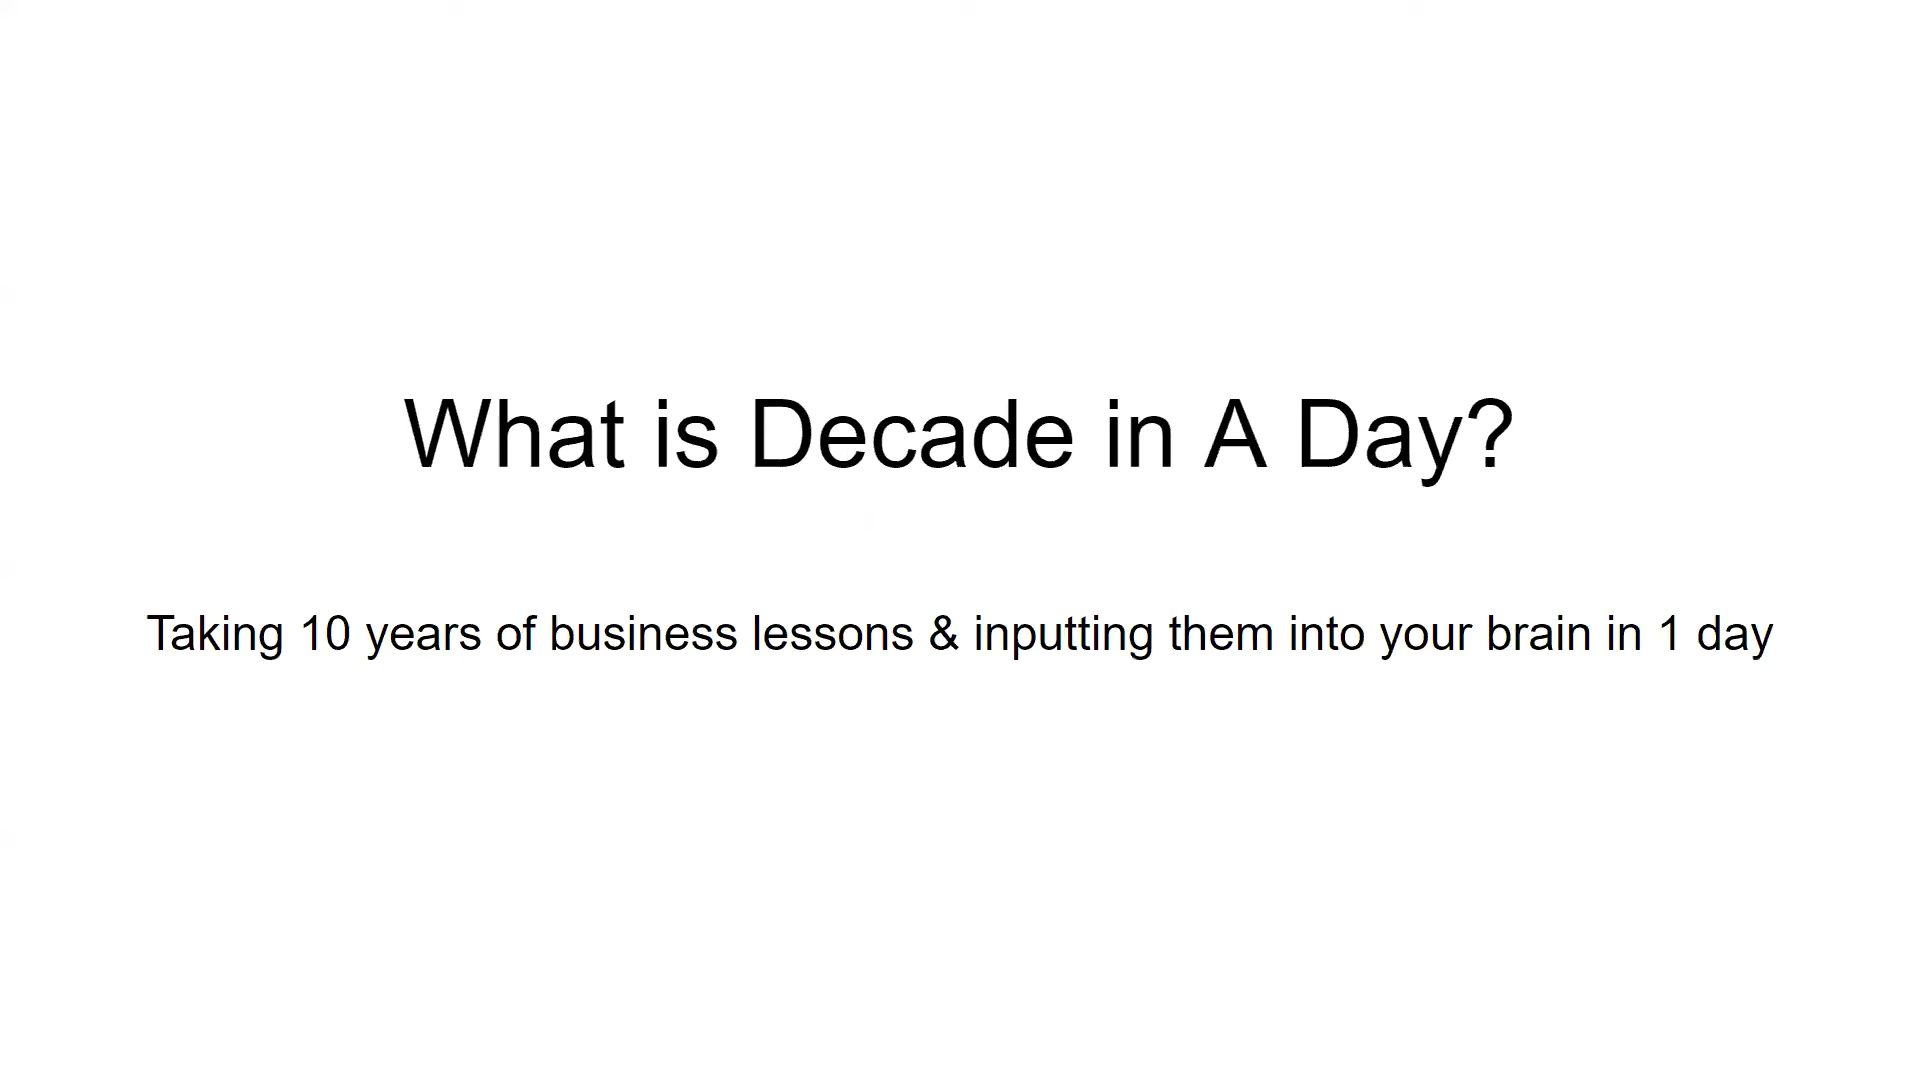 What is Decade in A Day?
Taking 10 years of business lessons & inputting them into your brain in 1 day